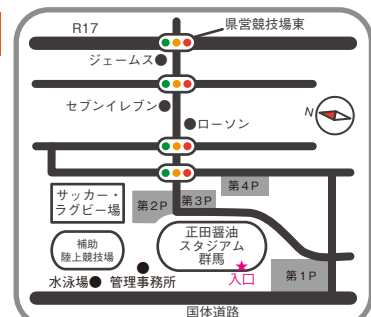 R17
県営競技場東
ジェームス
セブンイレブン
ローソン
N
第4P
サッカー・
ラグビー場
第2P
第3P
補助
陸上競技場
正田醤油
スタジアム
群馬
入口
第1P
水泳場
管理事務所
国体道路